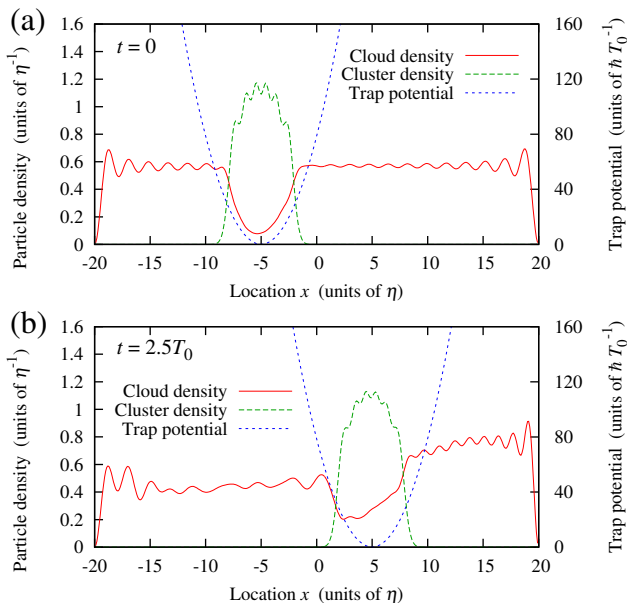 (a)
t = 0
Cloud density
Cluster density
Trap potential
Particle density (units of η⁻¹)
1.6
1.4
1.2
1
0.8
0.6
0.4
0.2
0
Trap potential (units of ℏ T₀⁻¹)
160
120
80
40
0
-20 -15 -10 -5 0 5 10 15 20
Location x (units of η)
(b)
t = 2.5T₀
Cloud density
Cluster density
Trap potential
Particle density (units of η⁻¹)
1.6
1.4
1.2
1
0.8
0.6
0.4
0.2
0
Trap potential (units of ℏ T₀⁻¹)
160
120
80
40
0
-20 -15 -10 -5 0 5 10 15 20
Location x (units of η)